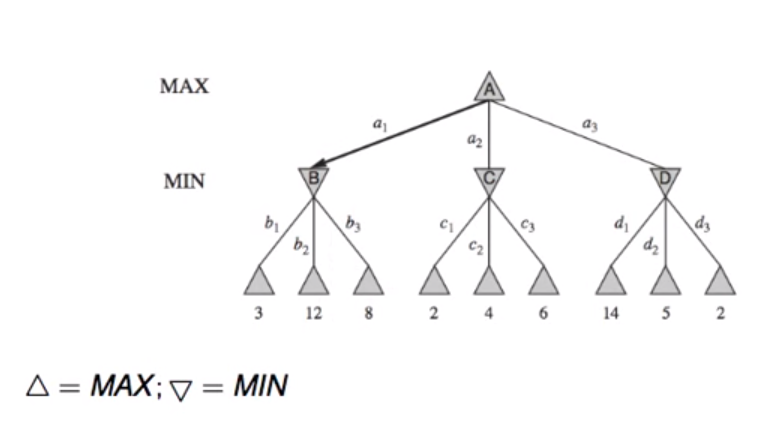 MAX
A
a1 a2 a3
MIN
B C D
b1 b2 b3 c1 c2 c3 d1 d2 d3
3 12 8 2 4 6 14 5 2
△ = MAX; ▽ = MIN